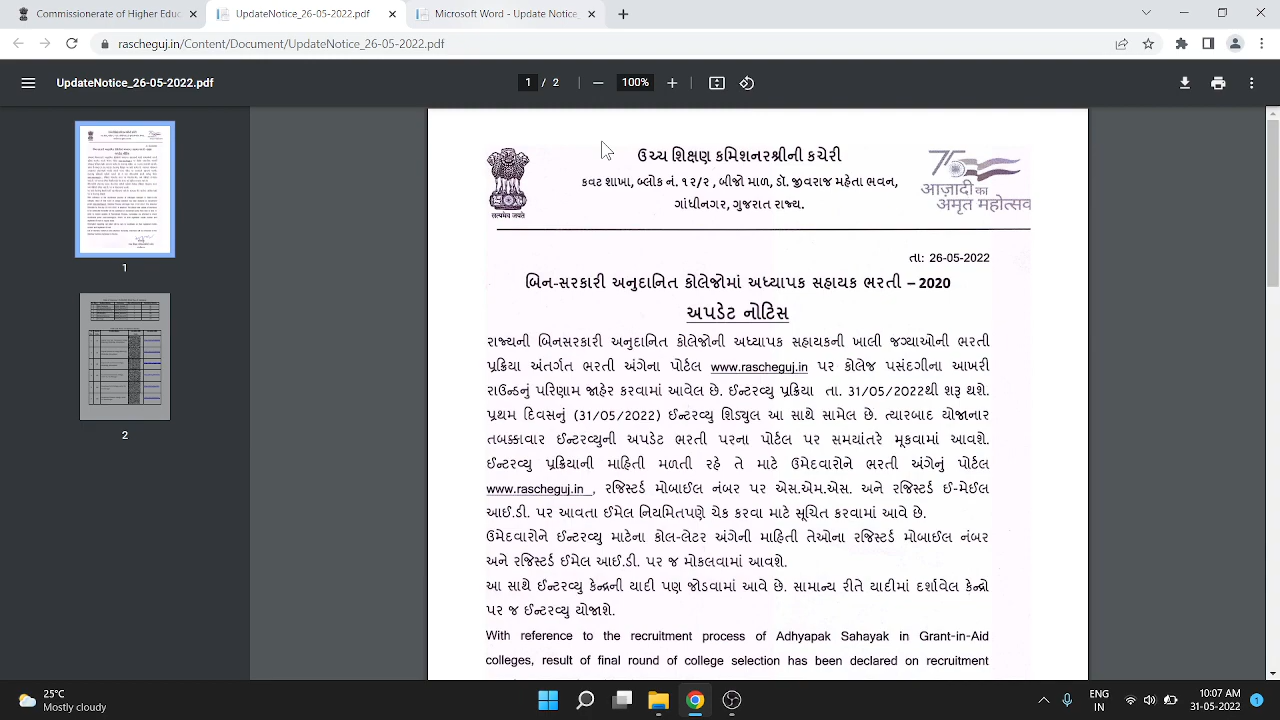 Commissionerate of Higher Edu
UpdateNotice_26-05-2022.pdf
Microsoft Word - Update Notice_
rascheguj.in/Content/Document/UpdateNotice_26-05-2022.pdf
UpdateNotice_26-05-2022.pdf
1 / 2
100%
1
2
ઉચ્ચ શિક્ષણ કમિશનરશ્રીની કચેરી
બ્લોક નં. ૧૨/૨, બીજો માળ, ડૉ. જીવરાજ મહેતા ભવન,
ગાંધીનગર, ગુજરાત રાજ્ય
75
आज़ादी का
अमृत महोत्सव
તા: 26-05-2022
બિન-સરકારી અનુદાનિત કોલેજોમાં અધ્યાપક સહાયક ભરતી – 2020
અપડેટ નોટિસ
રાજ્યની બિનસરકારી અનુદાનિત કોલેજોની અધ્યાપક સહાયકની ખાલી જગ્યાઓની ભરતી
પ્રક્રિયા અંતર્ગત ભરતી અંગેના પોર્ટલ www.rascheguj.in પર કોલેજ પસંદગીના આખરી
રાઉન્ડનું પરિણામ જાહેર કરવામાં આવેલ છે. ઈન્ટરવ્યુ પ્રક્રિયા તા. 31/05/2022થી શરૂ થશે.
પ્રથમ દિવસનું (31/05/2022) ઈન્ટરવ્યુ શિડ્યુલ આ સાથે સામેલ છે. ત્યારબાદ યોજાનાર
તબક્કાવાર ઈન્ટરવ્યુની અપડેટ ભરતી પરના પોર્ટલ પર સમયાંતરે મૂકવામાં આવશે.
ઈન્ટરવ્યુ પ્રક્રિયાની માહિતી મળતી રહે તે માટે ઉમેદવારોને ભરતી અંગેનું પોર્ટલ
www.rascheguj.in , રજિસ્ટર્ડ મોબાઈલ નંબર પર એસ.એમ.એસ. અને રજિસ્ટર્ડ ઈ-મેઈલ
આઈ.ડી. પર આવતા ઈમેલ નિયમિતપણે ચેક કરવા માટે સૂચિત કરવામાં આવે છે.
ઉમેદવારોને ઈન્ટરવ્યુ માટેના કોલ-લેટર અંગેની માહિતી તેઓના રજિસ્ટર્ડ મોબાઈલ નંબર
અને રજિસ્ટર્ડ ઈમેલ આઈ.ડી. પર જ મોકલવામાં આવશે.
આ સાથે ઈન્ટરવ્યુ કેન્દ્રની યાદી પણ જોડવામાં આવે છે. સામાન્ય રીતે યાદીમાં દર્શાવેલ કેન્દ્રો
પર જ ઈન્ટરવ્યુ યોજાશે.
With reference to the recruitment process of Adhyapak Sahayak in Grant-in-Aid
colleges, result of final round of college selection has been declared on recruitment
25°C
Mostly cloudy
ENG
IN
10:07 AM
31-05-2022
1